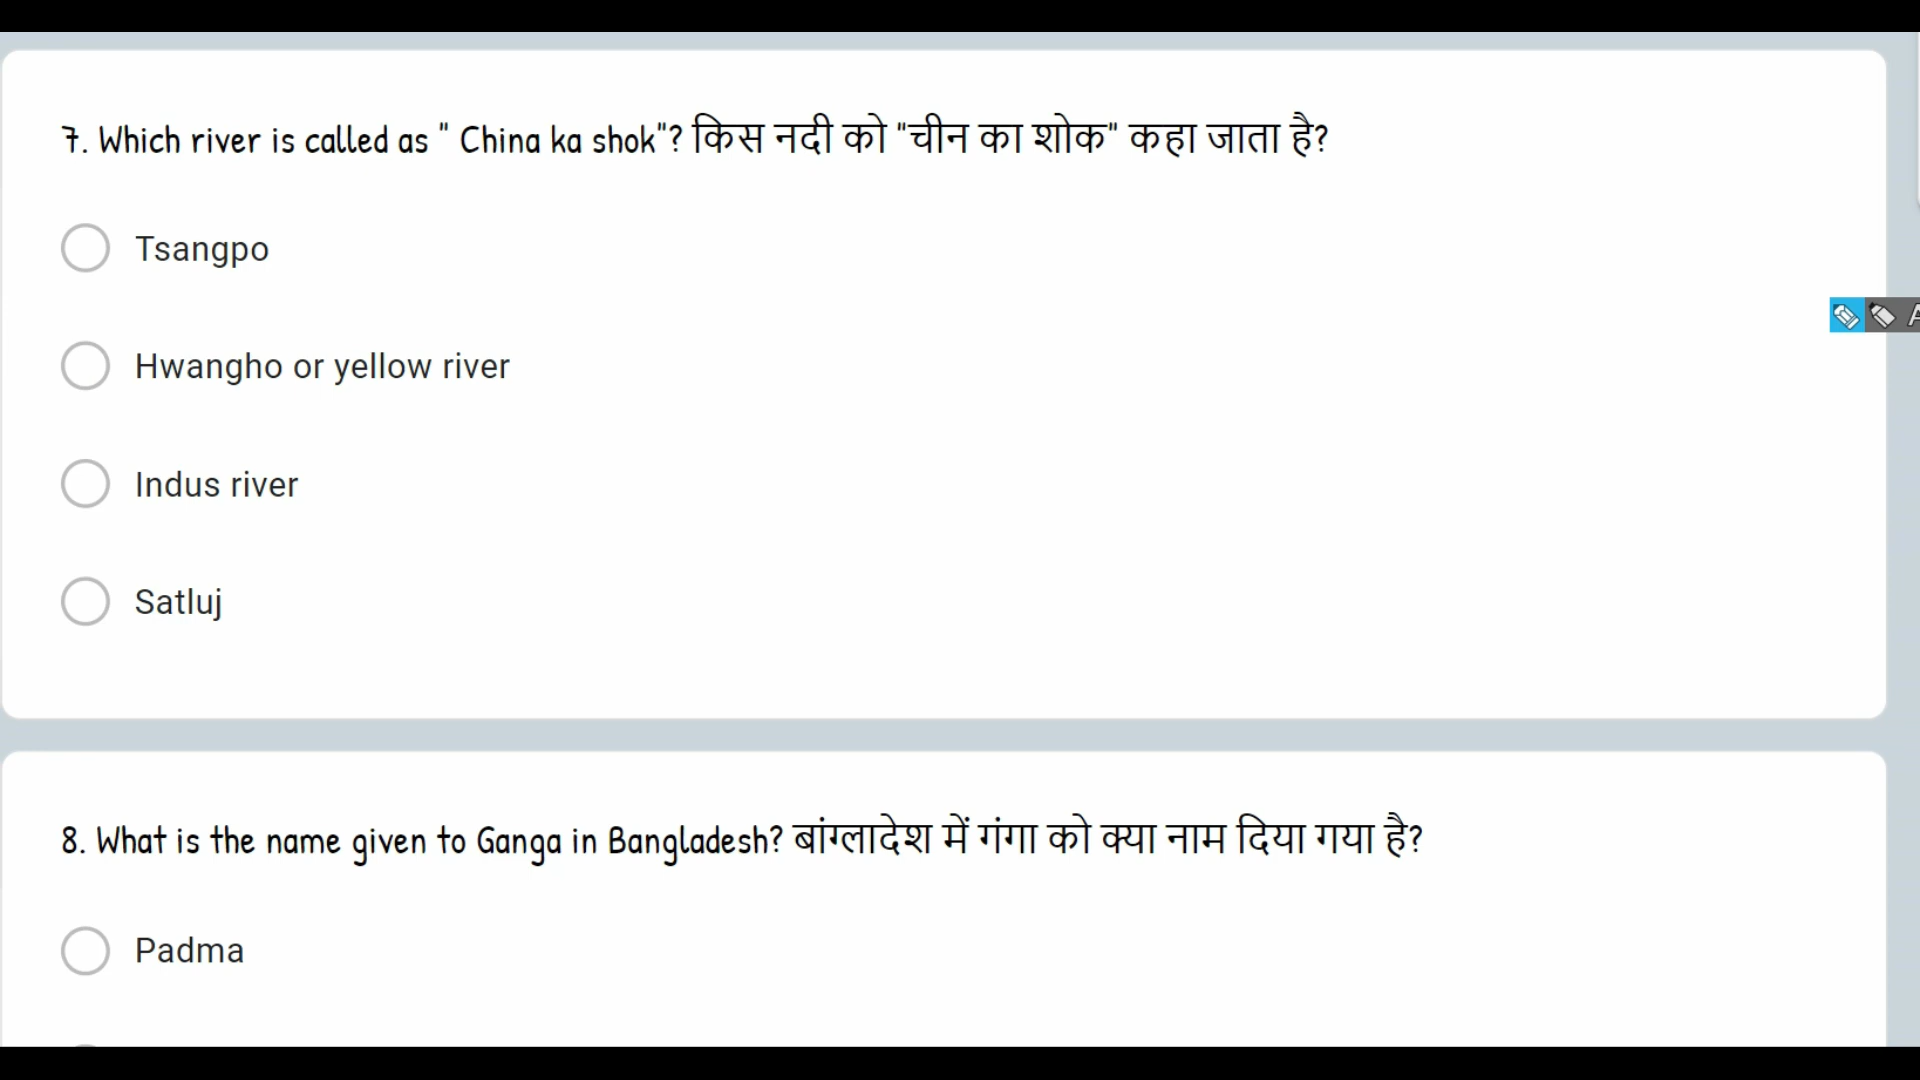 7. Which river is called as " China ka shok"? किस नदी को "चीन का शोक" कहा जाता है?
Tsangpo
Hwangho or yellow river
Indus river
Satluj
8. What is the name given to Ganga in Bangladesh? बांग्लादेश में गंगा को क्या नाम दिया गया है?
Padma